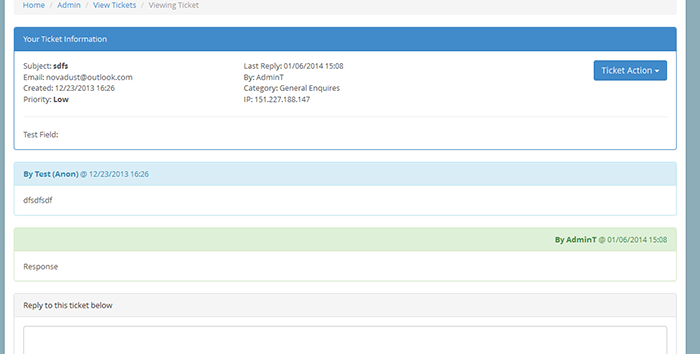 Home / Admin / View Tickets / Viewing Ticket
Your Ticket Information
Subject: sdfs
Email: novadust@outlook.com
Created: 12/23/2013 16:26
Priority: Low
Last Reply: 01/06/2014 15:08
By: AdminT
Category: General Enquires
IP: 151.227.188.147
Ticket Action
Test Field:
By Test (Anon) @ 12/23/2013 16:26
dfsdfsdf
By AdminT @ 01/06/2014 15:08
Response
Reply to this ticket below